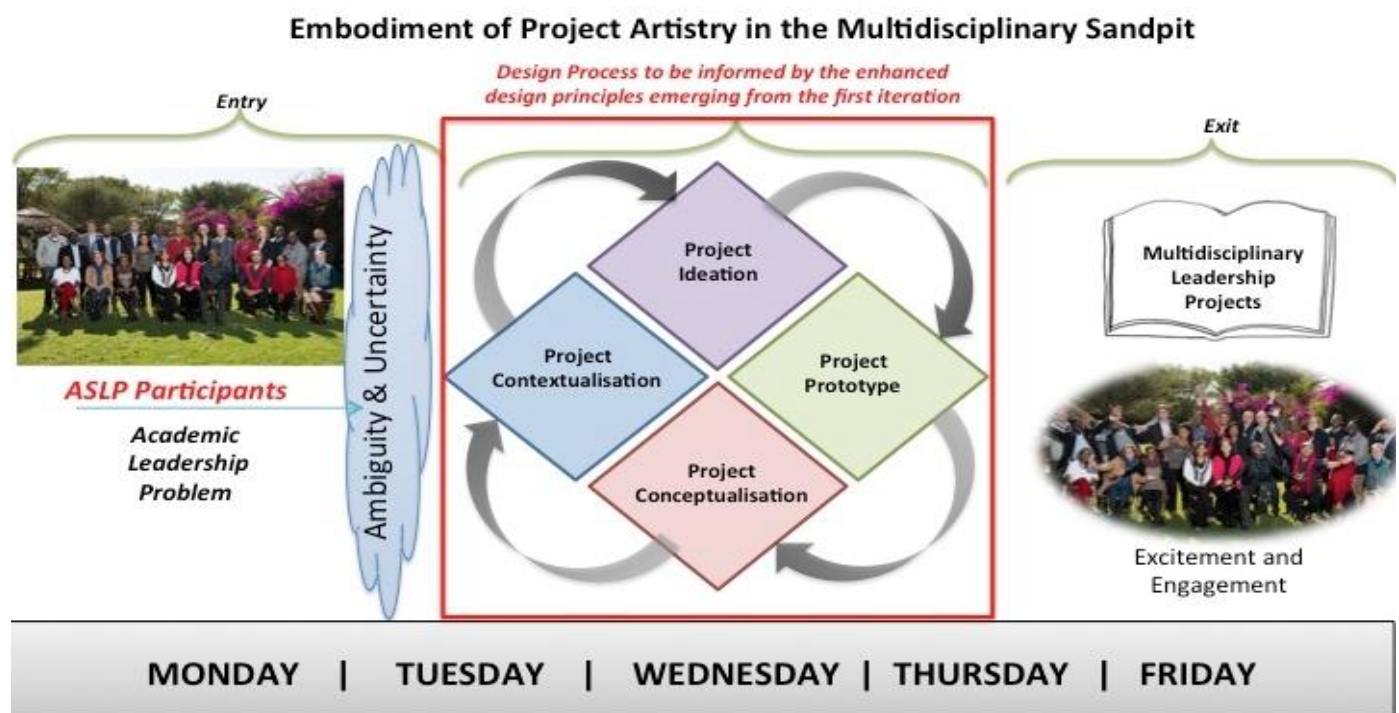 Embodiment of Project Artistry in the Multidisciplinary Sandpit
Design Process to be informed by the enhanced
design principles emerging from the first iteration
Entry
Exit
ASLP Participants
Academic
Leadership
Problem
Ambiguity & Uncertainty
Project
Ideation
Project
Contextualisation
Project
Prototype
Project
Conceptualisation
Multidisciplinary
Leadership
Projects
Excitement and
Engagement
MONDAY | TUESDAY | WEDNESDAY | THURSDAY | FRIDAY